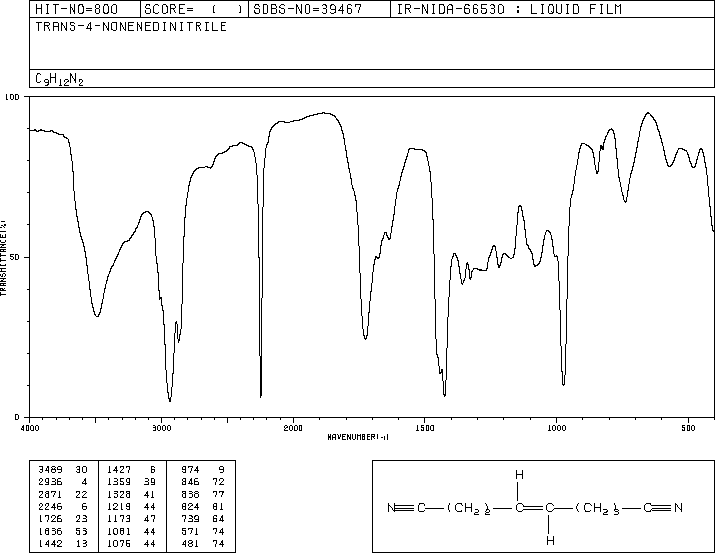 HIT-NO=800 SCORE= ( ) SDBS-NO=39467 IR-NIDA-66530 : LIQUID FILM
TRANS-4-NONENEDINITRILE
C9H12N2
100
TRANSMITTANCE(%)
50
0
4000 3000 2000 1500 1000 500
WAVENUMBER(-1)
3489 30 1427 6 974 9
2936 4 1359 39 846 72
2871 22 1328 41 838 77
2246 6 1219 44 824 81
1726 23 1173 47 739 64
1636 53 1081 44 571 74
1442 13 1076 44 481 74
H
N≡C—(CH2)2—C=C—(CH2)3—C≡N
H